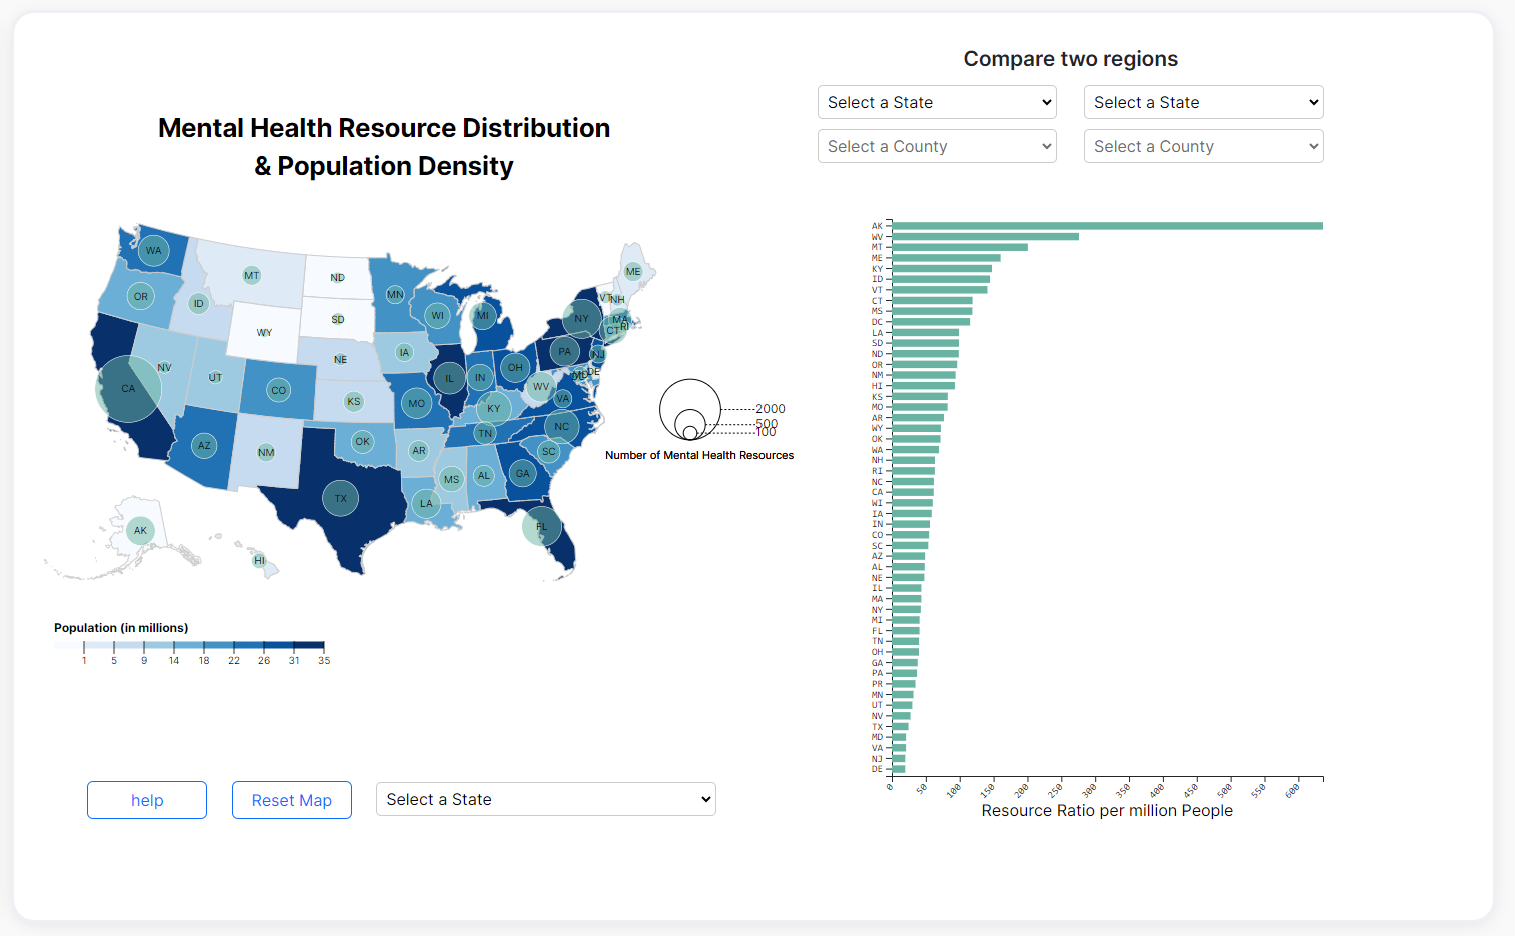 Compare two regions
Select a State
Select a State
Select a County
Select a County
Mental Health Resource Distribution
& Population Density
WA
MT
ND
MN
ME
OR
ID
SD
WI
MI
NY
VT
NH
MA
CT
RI
WY
NV
UT
NE
IA
IL
IN
OH
PA
NJ
CA
CO
KS
MO
KY
WV
VA
MD
DC
DE
AZ
NM
OK
AR
TN
NC
SC
MS
AL
GA
TX
LA
FL
AK
HI
2000
500
100
Number of Mental Health Resources
Population (in millions)
1 5 9 14 18 22 26 31 35
help
Reset Map
Select a State
AK
WV
MT
ME
KY
ID
VT
CT
MS
DC
LA
SD
ND
OR
NM
HI
KS
MO
AR
WY
OK
WA
NH
RI
NC
CA
WI
IA
IN
CO
SC
AZ
AL
NE
IL
MA
NY
MI
FL
TN
OH
GA
PA
PR
MN
UT
NV
TX
MD
VA
NJ
DE
0 50 100 150 200 250 300 350 400 450 500 550 600
Resource Ratio per million People